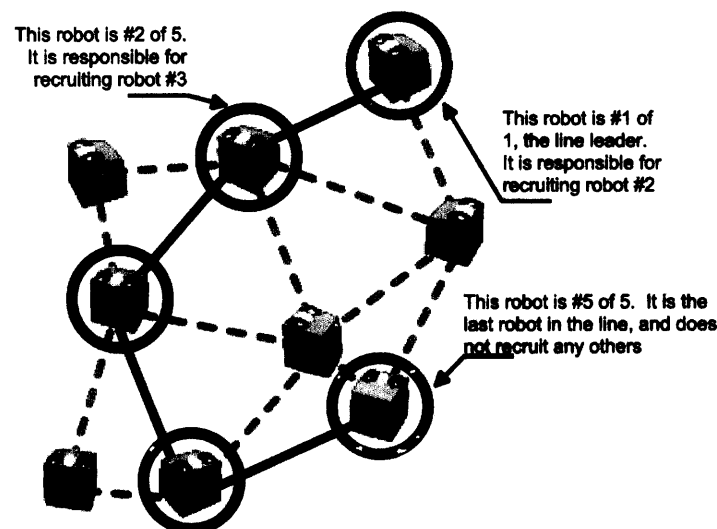 This robot is #2 of 5.
It is responsible for
recruiting robot #3
This robot is #1 of
1, the line leader.
It is responsible for
recruiting robot #2
This robot is #5 of 5. It is the
last robot in the line, and does
not recruit any others